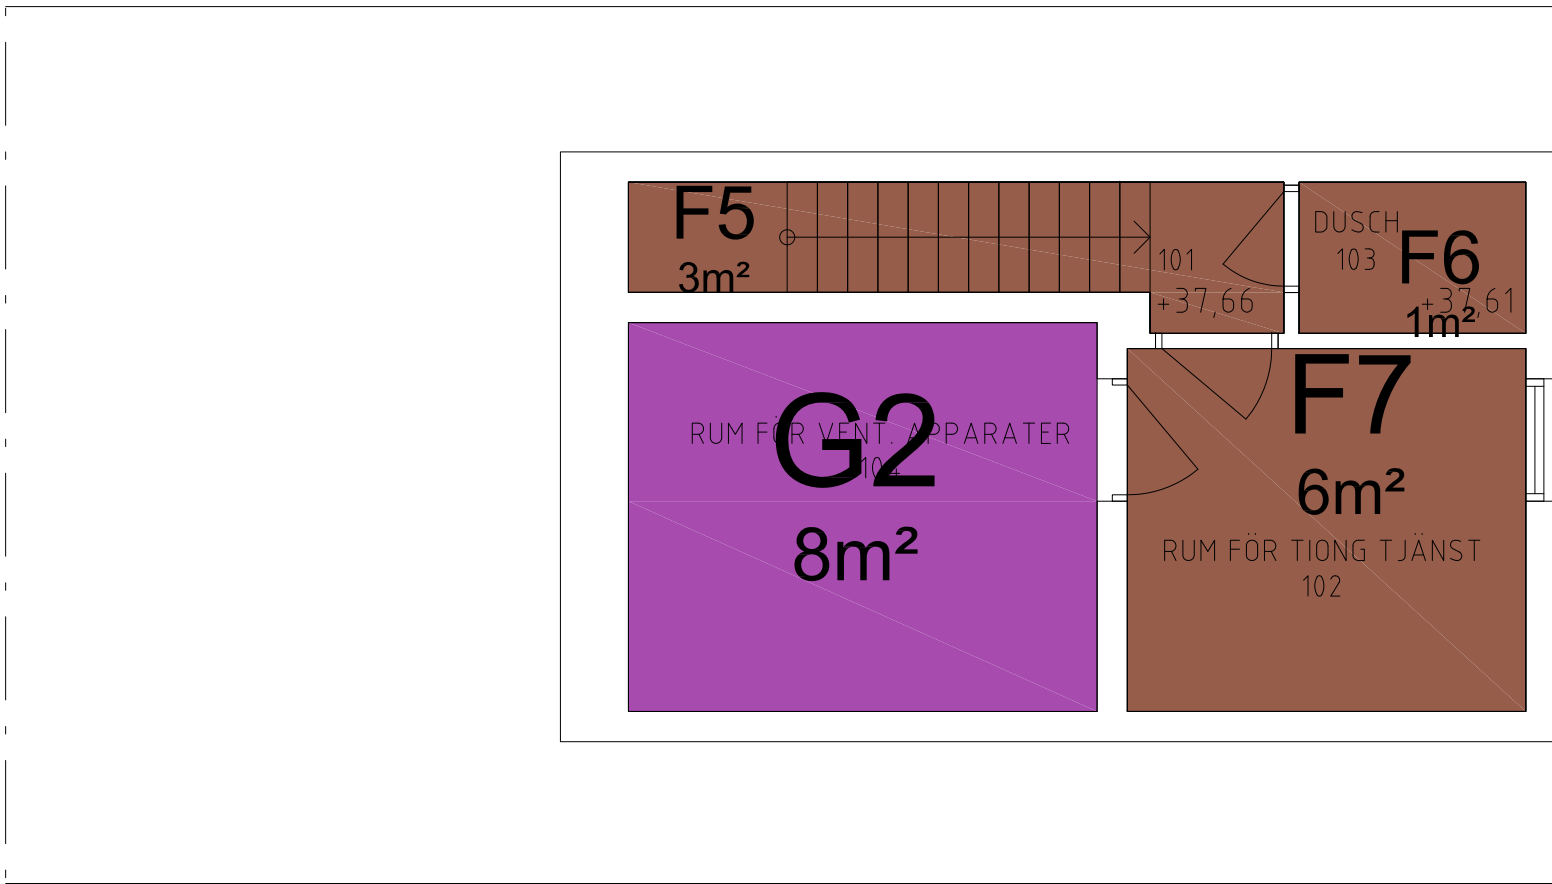 F5
3m²
101
+37,66
DUSCH
103
F6
+37,61
1m²
G2
RUM FÖR VENT. APPARATER
104
8m²
F7
6m²
RUM FÖR TIONG TJÄNST
102